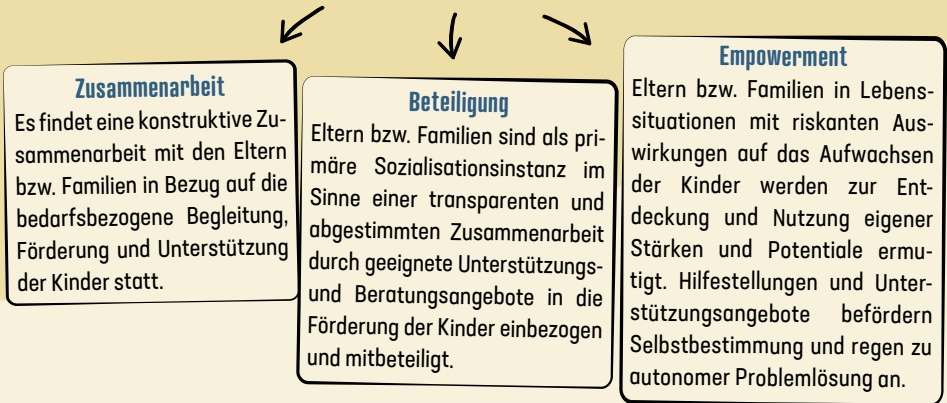 Zusammenarbeit
Es findet eine konstruktive Zu-
sammenarbeit mit den Eltern
bzw. Familien in Bezug auf die
bedarfsbezogene Begleitung,
Förderung und Unterstützung
der Kinder statt.
Beteiligung
Eltern bzw. Familien sind als pri-
märe Sozialisationsinstanz im
Sinne einer transparenten und
abgestimmten Zusammenarbeit
durch geeignete Unterstützungs-
und Beratungsangebote in die
Förderung der Kinder einbezogen
und mitbeteiligt.
Empowerment
Eltern bzw. Familien in Lebens-
situationen mit riskanten Aus-
wirkungen auf das Aufwachsen
der Kinder werden zur Ent-
deckung und Nutzung eigener
Stärken und Potentiale ermu-
tigt. Hilfestellungen und Unter-
stützungsangebote befördern
Selbstbestimmung und regen zu
autonomer Problemlösung an.